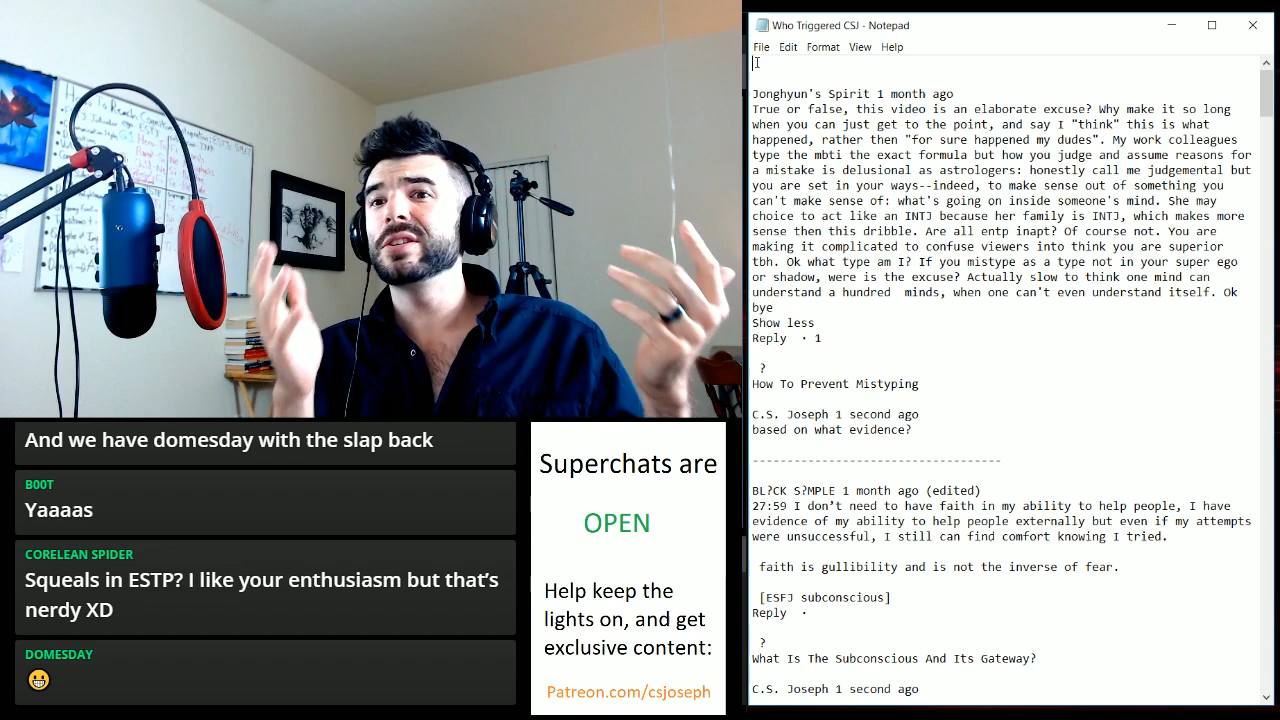 Who Triggered CSJ - Notepad
File Edit Format View Help
Jonghyun's Spirit 1 month ago
True or false, this video is an elaborate excuse? Why make it so long
when you can just get to the point, and say I "think" this is what
happened, rather then "for sure happened my dudes". My work colleagues
type the mbti the exact formula but how you judge and assume reasons for
a mistake is delusional as astrologers: honestly call me judgemental but
you are set in your ways--indeed, to make sense out of something you
can't make sense of: what's going on inside someone's mind. She may
choice to act like an INTJ because her family is INTJ, which makes more
sense then this dribble. Are all entp inapt? Of course not. You are
making it complicated to confuse viewers into think you are superior
tbh. Ok what type am I? If you mistype as a type not in your super ego
or shadow, were is the excuse? Actually slow to think one mind can
understand a hundred  minds, when one can't even understand itself. Ok
bye
Show less
Reply · 1
?
How To Prevent Mistyping
C.S. Joseph 1 second ago
based on what evidence?
----------------------------------
BL?CK S?MPLE 1 month ago (edited)
27:59 I don’t need to have faith in my ability to help people, I have
evidence of my ability to help people externally but even if my attempts
were unsuccessful, I still can find comfort knowing I tried.
faith is gullibility and is not the inverse of fear.
[ESFJ subconscious]
Reply ·
?
What Is The Subconscious And Its Gateway?
C.S. Joseph 1 second ago
And we have domesday with the slap back
B00T
Yaaaas
CORELEAN SPIDER
Squeals in ESTP? I like your enthusiasm but that’s
nerdy XD
DOMESDAY
😀
Superchats are
OPEN
Help keep the
lights on, and get
exclusive content:
Patreon.com/csjoseph